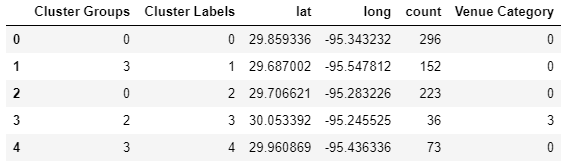 Cluster Groups Cluster Labels lat long count Venue Category
0 0 0 29.859336 -95.343232 296 0
1 3 1 29.687002 -95.547812 152 0
2 0 2 29.706621 -95.283226 223 0
3 2 3 30.053392 -95.245525 36 3
4 3 4 29.960869 -95.436336 73 0